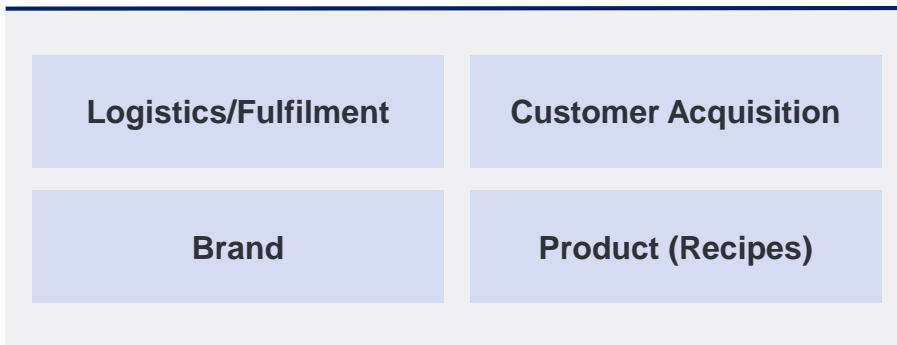 Logistics/Fulfilment
Customer Acquisition
Brand
Product (Recipes)